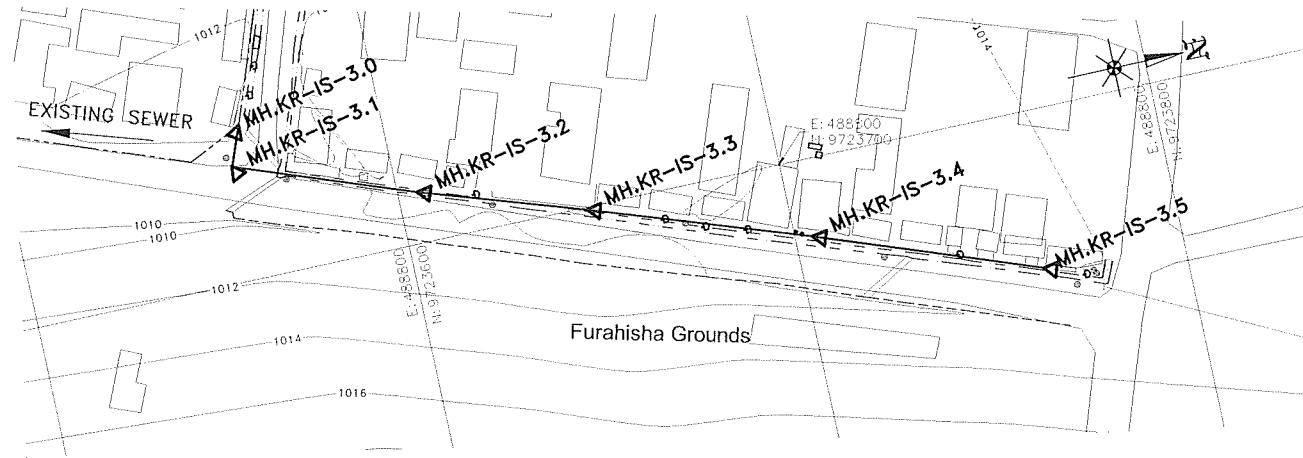 1012
1014
EXISTING SEWER
MH.KR-IS-3.0
MH.KR-IS-3.1
MH.KR-IS-3.2
MH.KR-IS-3.3
MH.KR-IS-3.4
MH.KR-IS-3.5
E:488800
N:9723700
E:488800
N:9723800
E:488800
N:9723600
1010
1010
1012
1014
1016
Furahisha Grounds
N